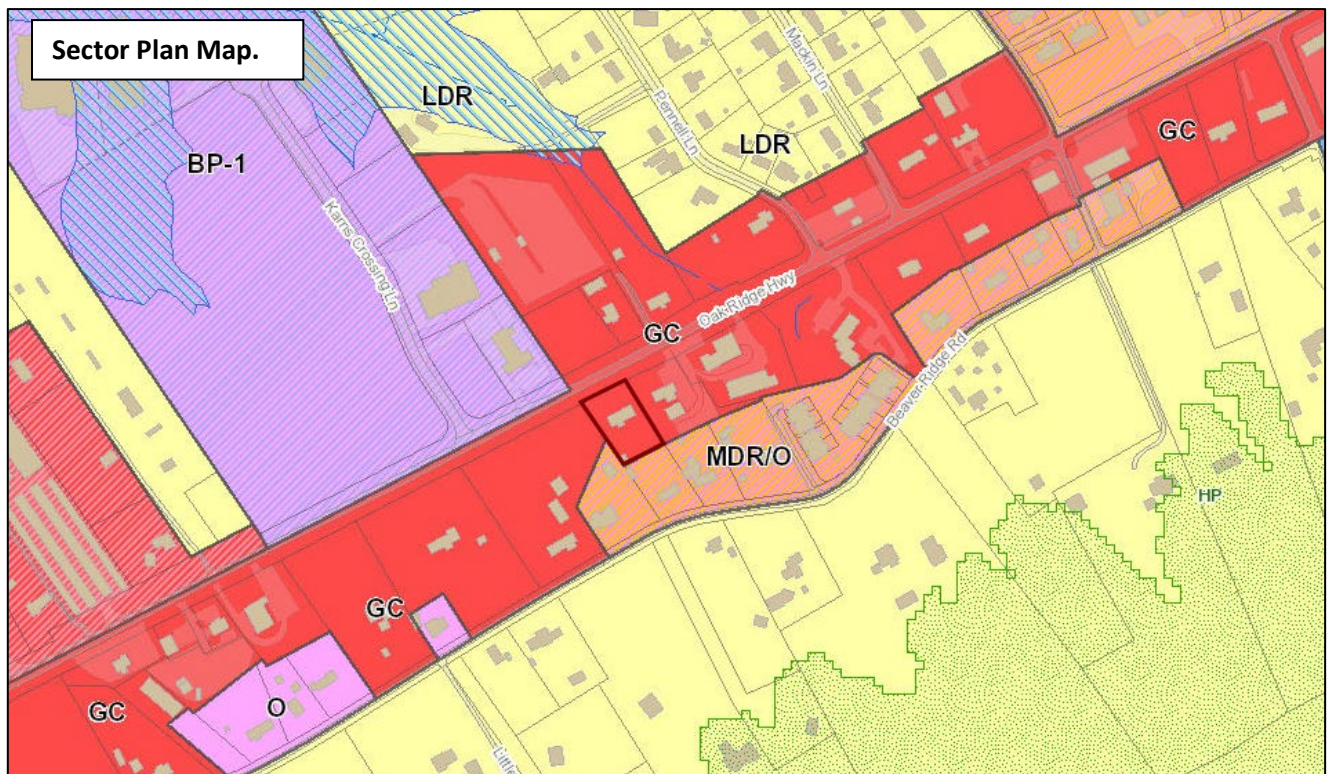 Sector Plan Map.
LDR
Mackin Ln
Pennell Ln
LDR
GC
BP-1
Karns Crossing Ln
Oak Ridge Hwy
GC
Beaver Ridge Rd
MDR/O
HP
GC
GC
O
Little